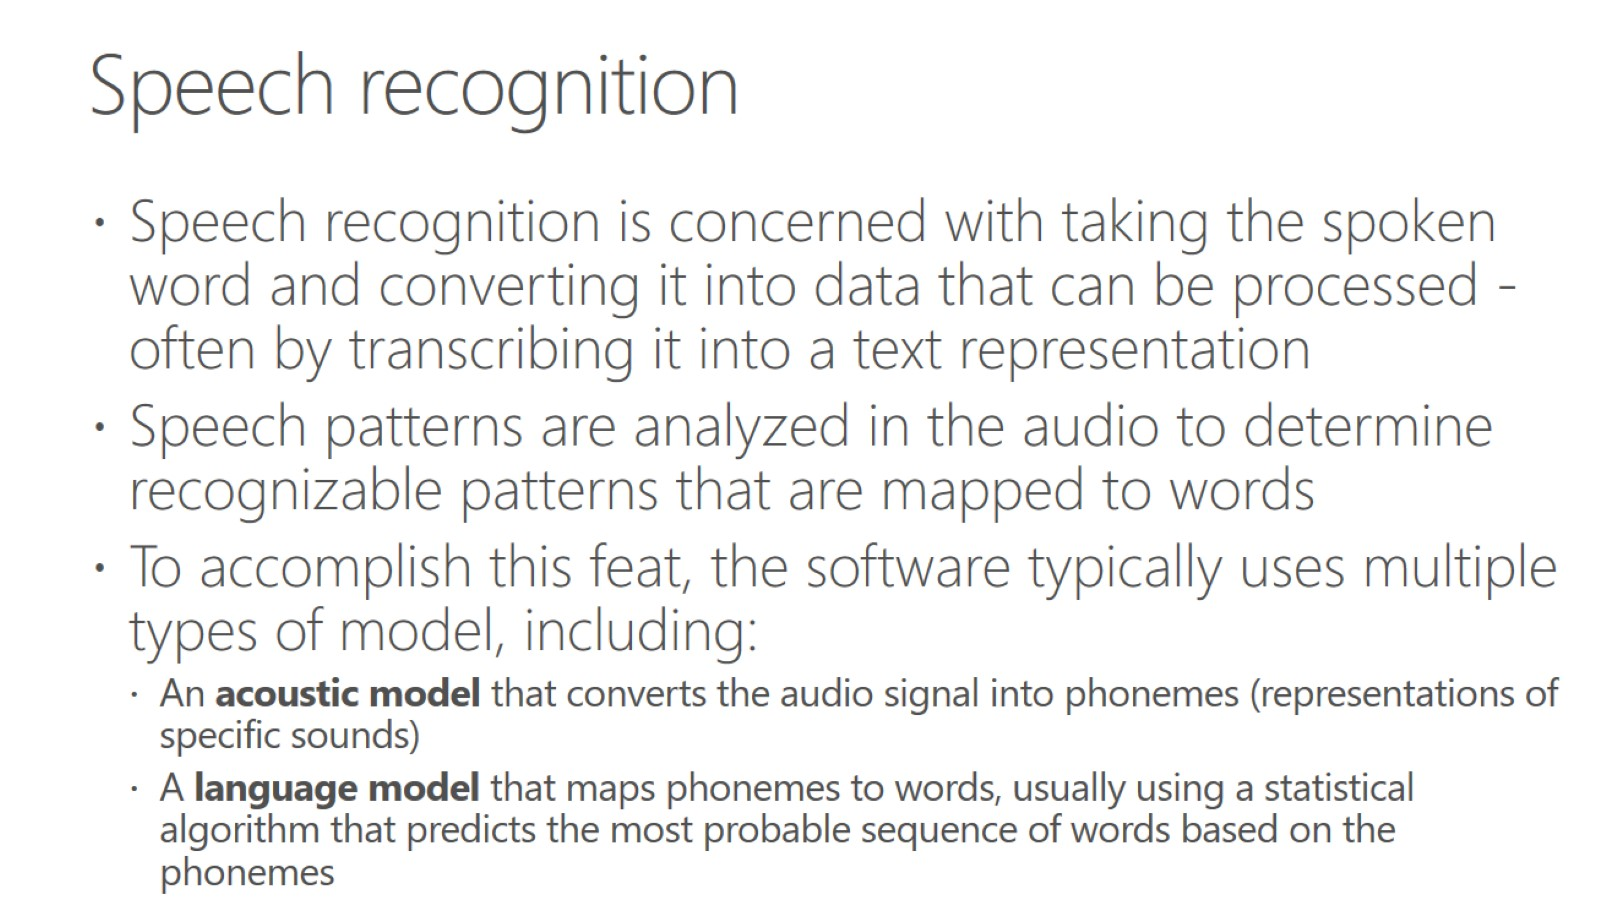 Speech recognition
· Speech recognition is concerned with taking the spoken
word and converting it into data that can be processed -
often by transcribing it into a text representation
· Speech patterns are analyzed in the audio to determine
recognizable patterns that are mapped to words
· To accomplish this feat, the software typically uses multiple
types of model, including:
· An acoustic model that converts the audio signal into phonemes (representations of
specific sounds)
· A language model that maps phonemes to words, usually using a statistical
algorithm that predicts the most probable sequence of words based on the
phonemes